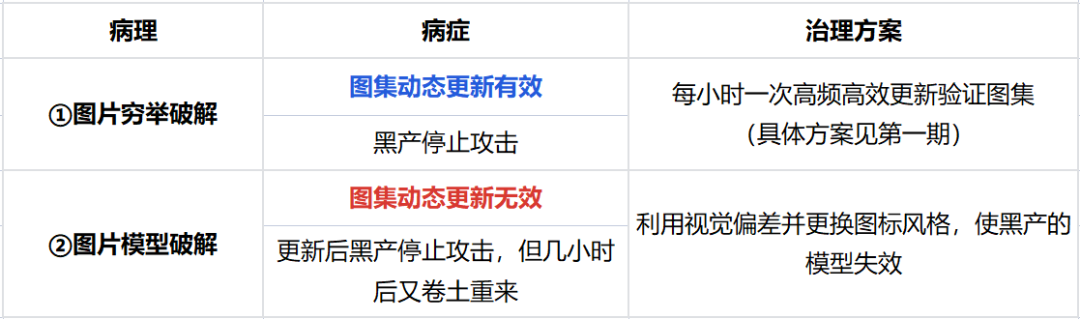 病理
病症
治理方案
①图片穷举破解
图集动态更新有效
黑产停止攻击
每小时一次高频高效更新验证图集
（具体方案见第一期）
②图片模型破解
图集动态更新无效
更新后黑产停止攻击，但几小时
后又卷土重来
利用视觉偏差并更换图标风格，使黑产的
模型失效